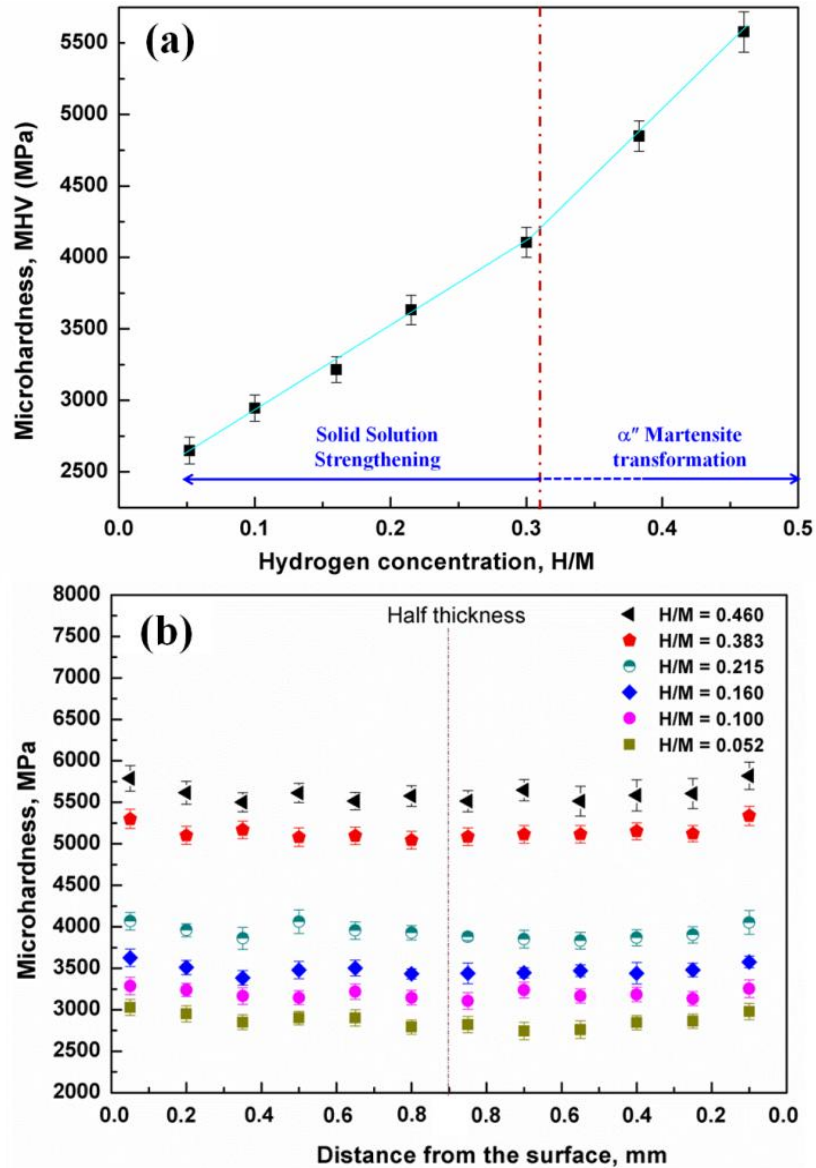 (a)
Microhardness, MHV (MPa)
5500
5000
4500
4000
3500
3000
2500
Solid Solution
Strengthening
α″ Martensite
transformation
0.0 0.1 0.2 0.3 0.4 0.5
Hydrogen concentration, H/M
(b)
Microhardness, MPa
8000
7500
7000
6500
6000
5500
5000
4500
4000
3500
3000
2500
2000
Half thickness
H/M = 0.460
H/M = 0.383
H/M = 0.215
H/M = 0.160
H/M = 0.100
H/M = 0.052
0.0 0.2 0.4 0.6 0.8 0.8 0.6 0.4 0.2 0.0
Distance from the surface, mm